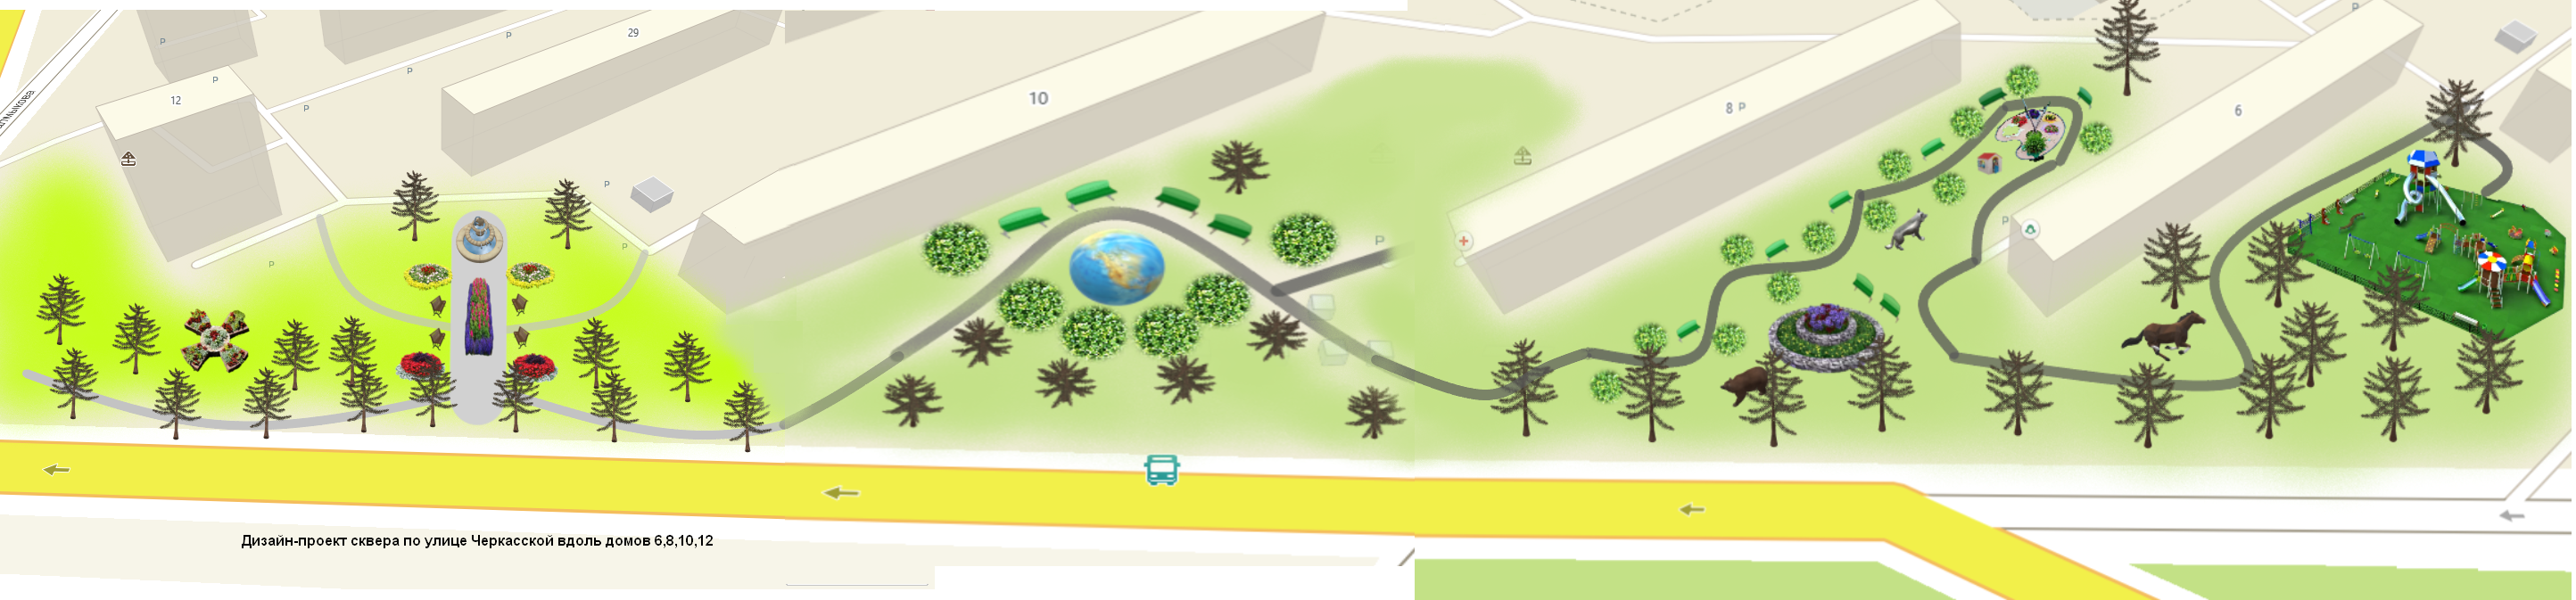 29
12
10
8 P
6
P
P
P
P
P
P
P
P
P
P
P
P
Дизайн-проект сквера по улице Черкасской вдоль домов 6,8,10,12